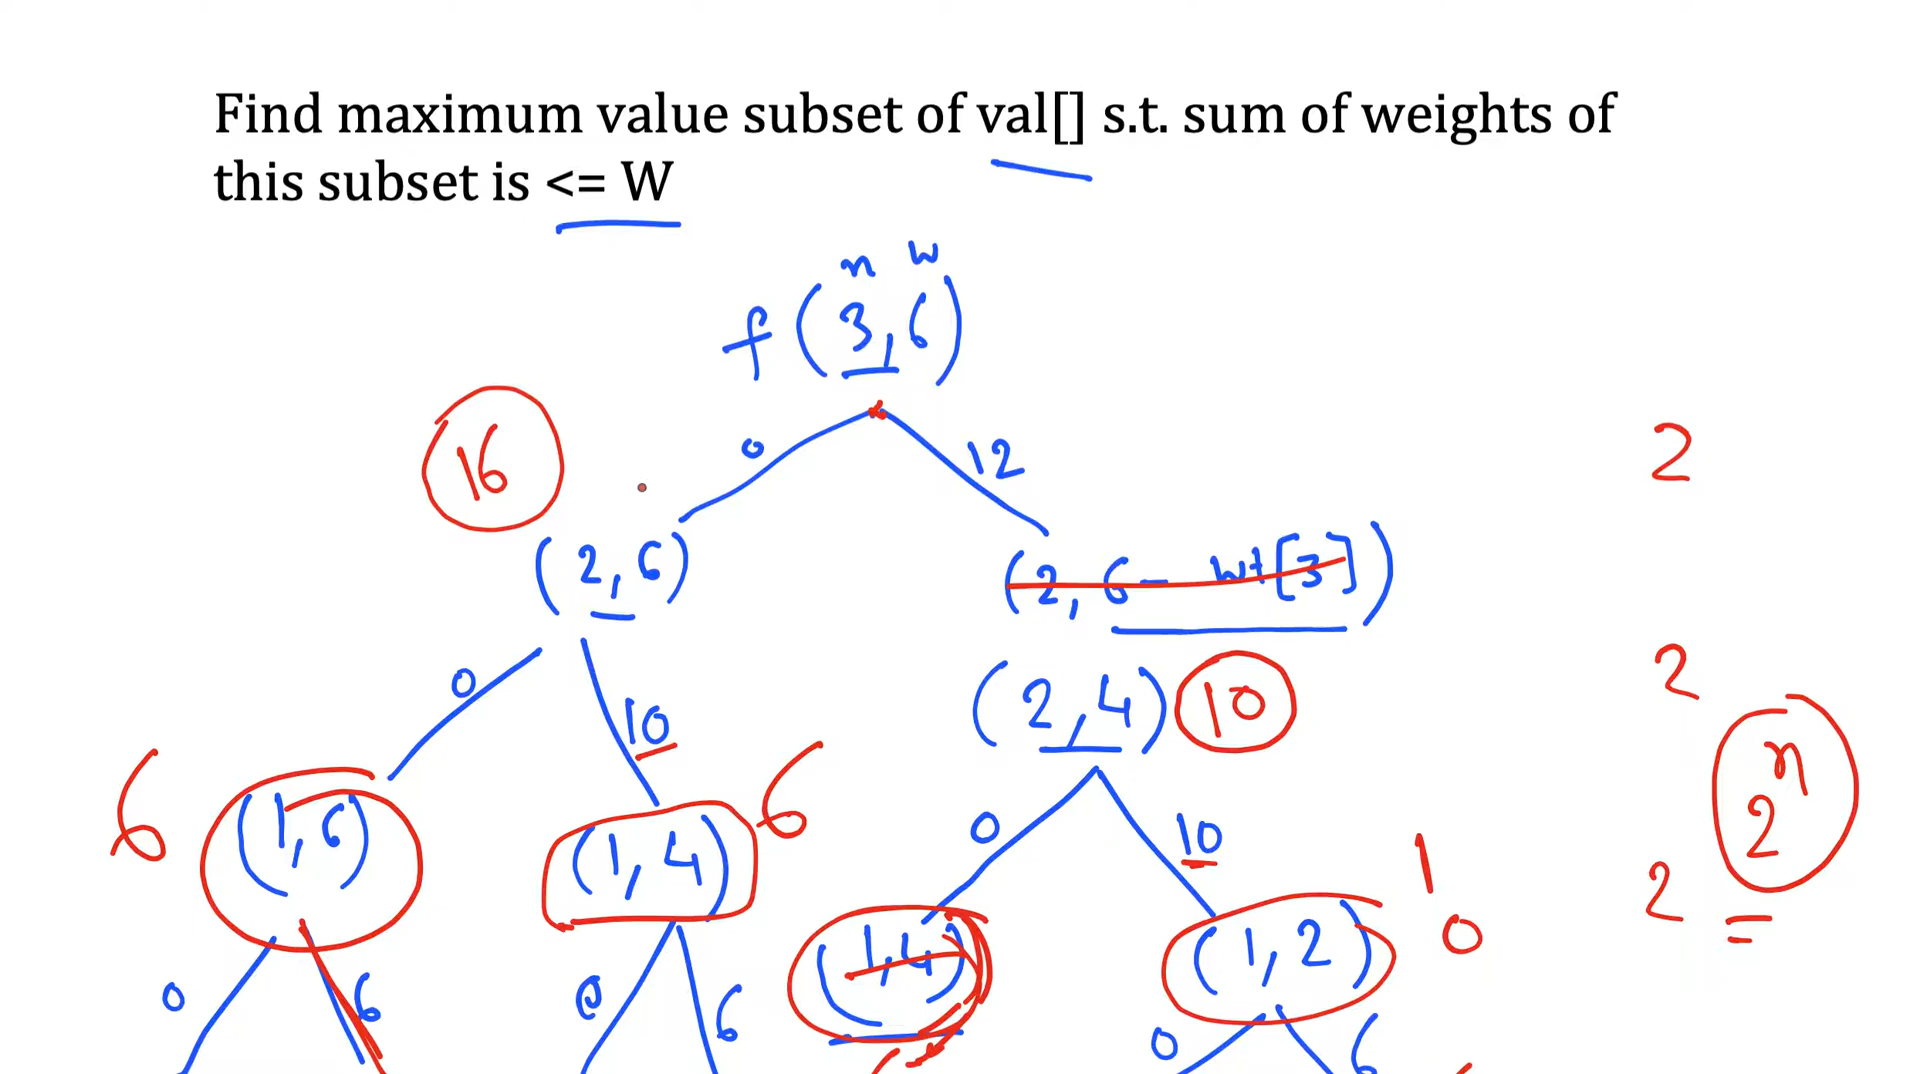 Find maximum value subset of val[] s.t. sum of weights of
this subset is <= W
n w
f (3,6)
0 12
16
2
(2,6)
(2, 6 - wt[3])
0 10
(2,4) 10
2
2^n
6 (1,6)
(1,4) 6
0 10
(1,4)
(1,2) 1 0
2
0 6
0 6
0 6